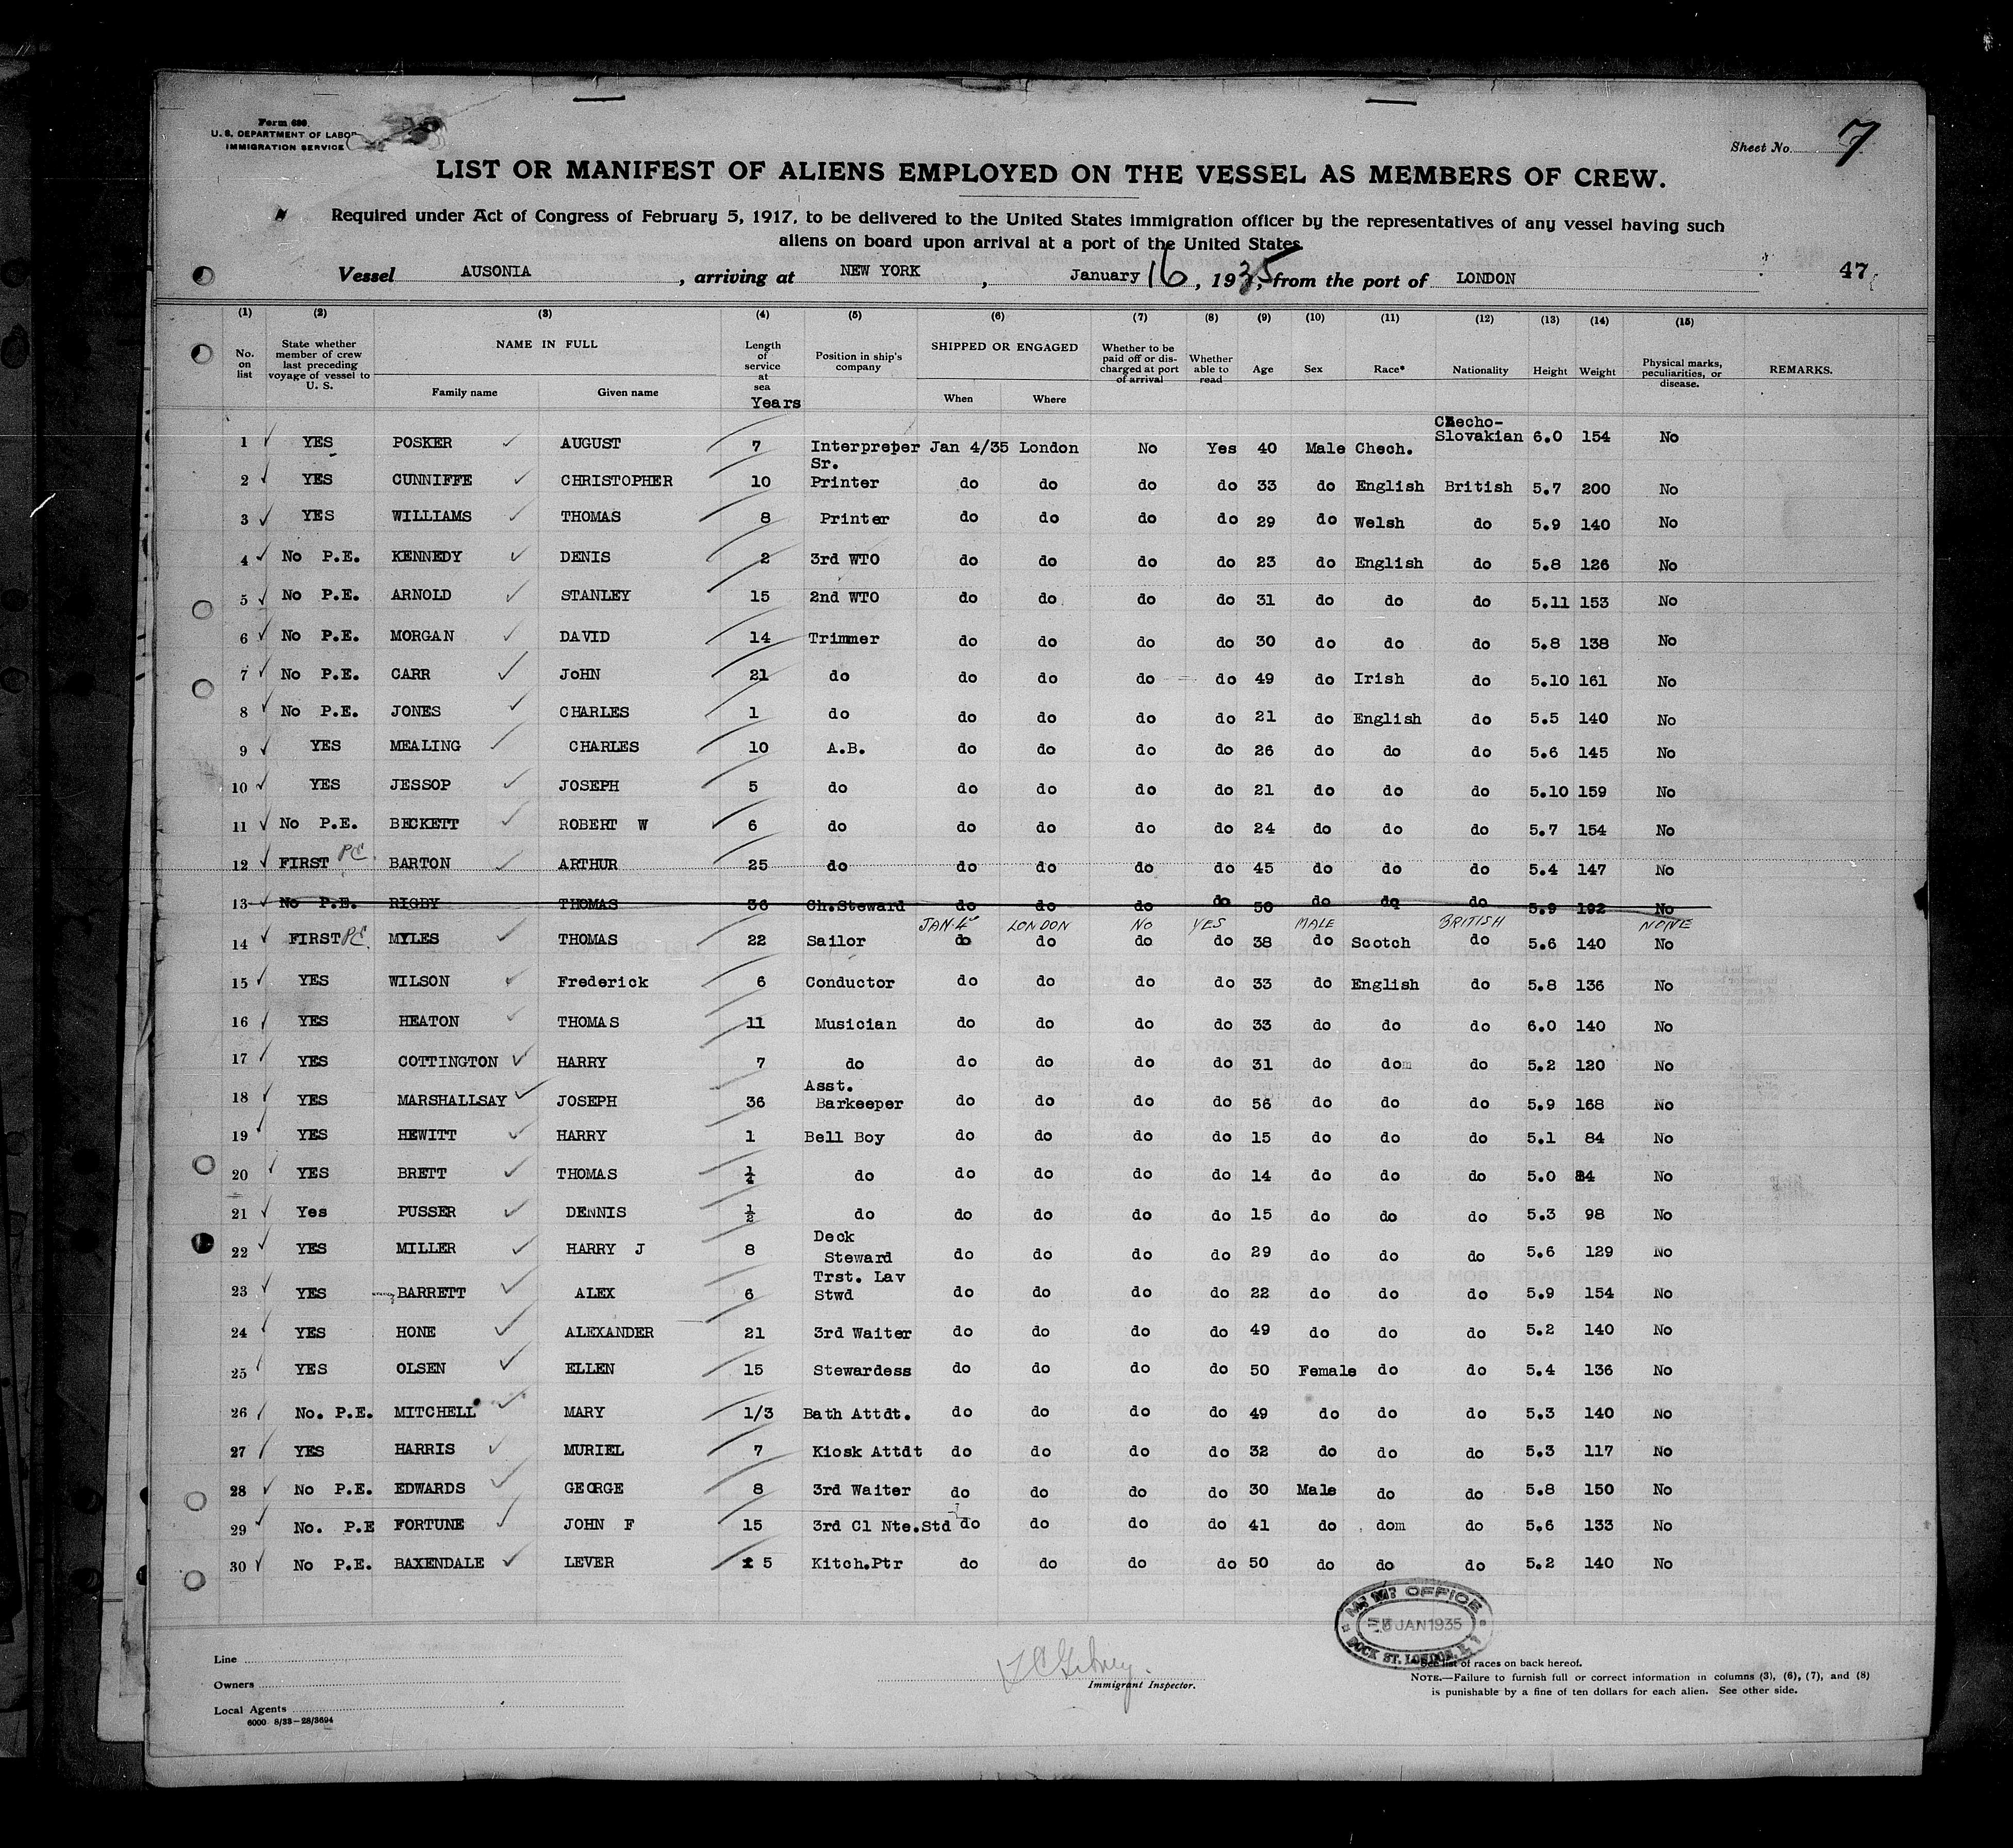 Form 680
U. S. DEPARTMENT OF LABOR
IMMIGRATION SERVICE
Sheet No. 7
LIST OR MANIFEST OF ALIENS EMPLOYED ON THE VESSEL AS MEMBERS OF CREW.
Required under Act of Congress of February 5, 1917, to be delivered to the United States immigration officer by the representatives of any vessel having such
aliens on board upon arrival at a port of the United States
Vessel AUSONIA, arriving at NEW YORK, January 16, 1935, from the port of LONDON 47
(1) (2) (3) (4) (5) (6) (7) (8) (9) (10) (11) (12) (13) (14) (15)
No. on list State whether member of crew last preceding voyage of vessel to U. S. NAME IN FULL Family name Given name Length of service at sea Years Position in ship's company SHIPPED OR ENGAGED When Where Whether to be paid off or discharged at port of arrival Whether able to read Age Sex Race* Nationality Height Weight Physical marks, peculiarities, or disease. REMARKS.
1 YES POSKER AUGUST 7 Interpreter Jan 4/35 London No Yes 40 Male Chech. Czecho-Slovakian 6.0 154 No
2 YES CUNNIFFE CHRISTOPHER 10 Sr. Printer do do do do 33 do English British 5.7 200 No
3 YES WILLIAMS THOMAS 8 Printer do do do do 29 do Welsh do 5.9 140 No
4 No P.E. KENNEDY DENIS 2 3rd WTO do do do do 23 do English do 5.8 126 No
5 No P.E. ARNOLD STANLEY 15 2nd WTO do do do do 31 do do do 5.11 153 No
6 No P.E. MORGAN DAVID 14 Trimmer do do do do 30 do do do 5.8 138 No
7 No P.E. CARR JoHN 21 do do do do do 49 do Irish do 5.10 161 No
8 No P.E. JONES CHARLES 1 do do do do do 21 do English do 5.5 140 No
9 YES MEALING CHARLES 10 A.B. do do do do 26 do do do 5.6 145 No
10 YES JESSOP JOSEPH 5 do do do do do 21 do do do 5.10 159 No
11 No P.E. BECKETT ROBERT W 6 do do do do do 24 do do do 5.7 154 No
12 FIRST PE. BARTON ARTHUR 25 do do do do do 45 do do do 5.4 147 No
13 No P.E. RIGBY THOMAS 36 Ch.Steward do do do do 50 do do do 5.9 192 No
JAN 4 LONDON NO YES MALE BRITISH NONE
14 FIRST PE. MYLES THOMAS 22 Sailor do do do do 38 do Scotch do 5.6 140 No
15 YES WILSON Frederick 6 Conductor do do do do 33 do English do 5.8 136 No
16 YES HEATON THOMAS 11 Musician do do do do 33 do do do 6.0 140 No
17 YES COTTINGTON HARRY 7 do do do do do 31 do dom do 5.2 120 No
18 YES MARSHALLSAY JOSEPH 36 Asst. Barkeeper do do do do 56 do do do 5.9 168 No
19 YES HEWITT HARRY 1 Bell Boy do do do do 15 do do do 5.1 84 No
20 YES BRETT THOMAS ¼ do do do do do 14 do do do 5.0 84 No
21 Yes PUSSER DENNIS ½ do do do do do 15 do do do 5.3 98 No
22 YES MILLER HARRY J 8 Deck Steward do do do do 29 do do do 5.6 129 No
23 YES BARRETT ALEX 6 Trst. Lav Stwd do do do do 22 do do do 5.9 154 No
24 YES HONE ALEXANDER 21 3rd Waiter do do do do 49 do do do 5.2 140 No
25 YES OLSEN ELLEN 15 Stewardess do do do do 50 Female do do 5.4 136 No
26 No. P.E. MITCHELL MARY 1/3 Bath Attdt. do do do do 49 do do do 5.3 140 No
27 YES HARRIS MURIEL 7 Kiosk Attdt do do do do 32 do do do 5.3 117 No
28 No P.E. EDWARDS GEORGE 8 3rd Waiter do do do do 30 Male do do 5.8 150 No
29 No. P.E FORTUNE JOHN F 15 3rd Cl Nte.Std do do do do 41 do dom do 5.6 133 No
30 No P.E. BAXENDALE LEVER 5 Kitch.Ptr do do do do 50 do do do 5.2 140 No
OFFICE
JAN 1935
DOCK ST. LONDON, E.
Line
Owners
Local Agents
6000 8/33-28/3694
Immigrant Inspector.
See list of races on back hereof.
NOTE.—Failure to furnish full or correct information in columns (3), (6), (7), and (8)
is punishable by a fine of ten dollars for each alien. See other side.